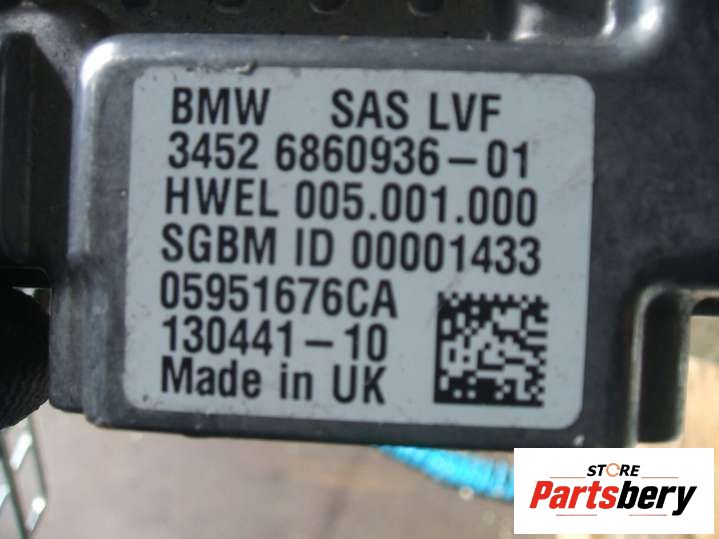 BMW SAS LVF
3452 6860936-01
HWEL 005.001.000
SGBM ID 00001433
05951676CA
130441-10
Made in UK
STORE
Partsbery